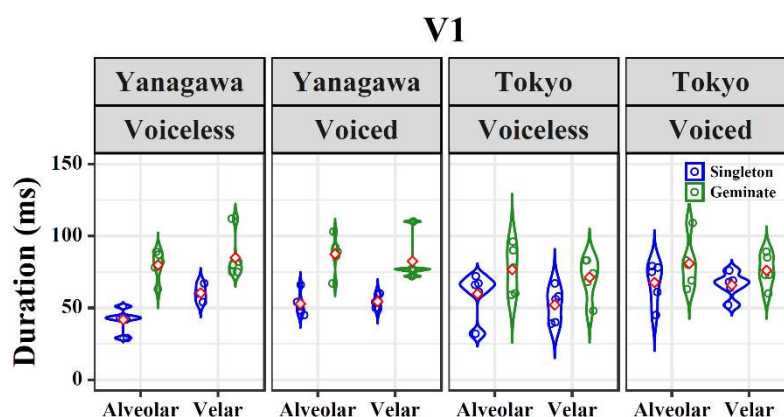 V1
Yanagawa Yanagawa Tokyo Tokyo
Voiceless Voiced Voiceless Voiced
150
100
50
0
Duration (ms)
Singleton
Geminate
Alveolar Velar Alveolar Velar Alveolar Velar Alveolar Velar